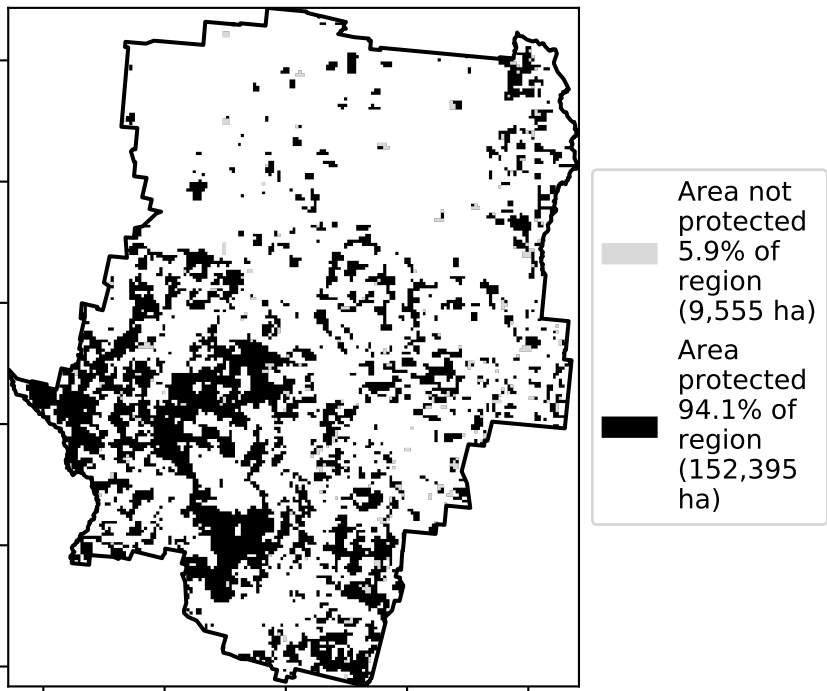 Area not
protected
5.9% of
region
(9,555 ha)
Area
protected
94.1% of
region
(152,395
ha)